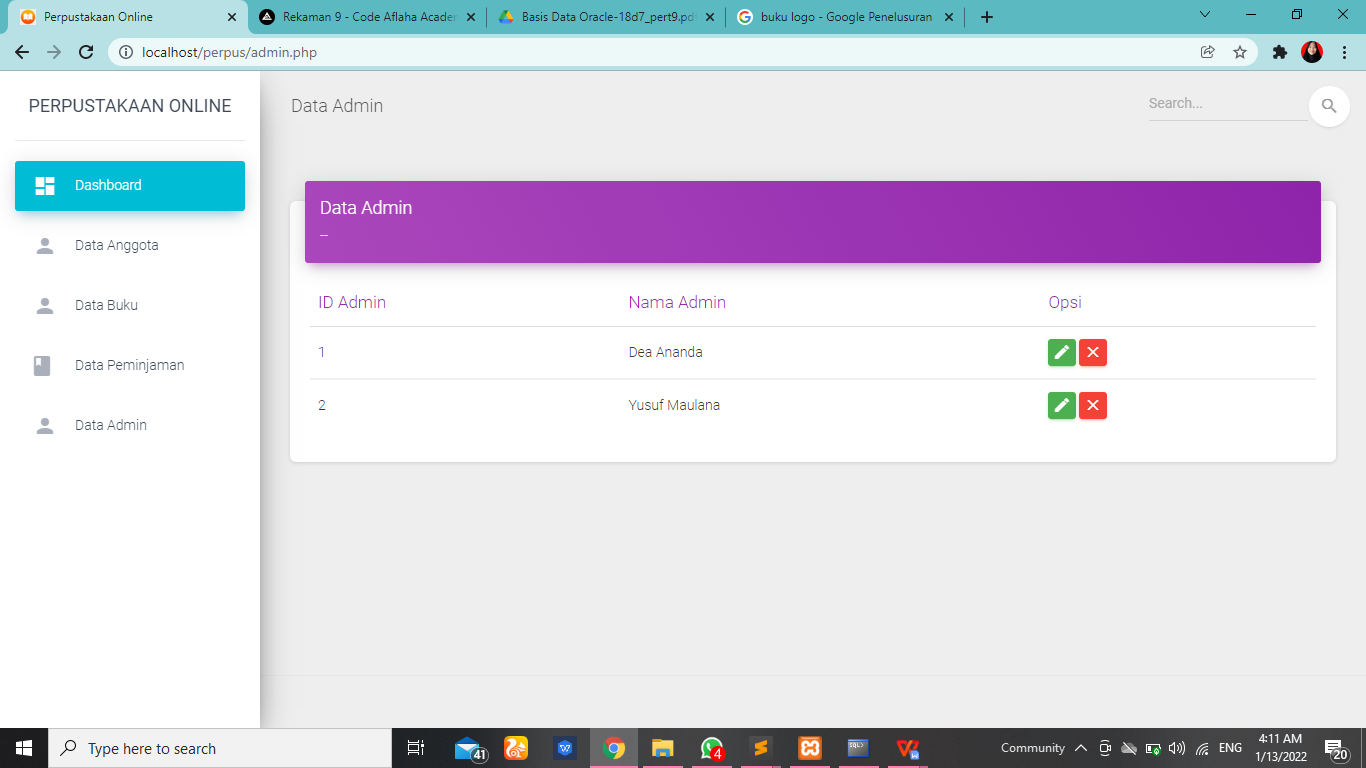 Perpustakaan Online
Rekaman 9 - Code Aflaha Acader
Basis Data Oracle-18d7_pert9.pdf
buku logo - Google Penelusuran
localhost/perpus/admin.php
PERPUSTAKAAN ONLINE
Data Admin
Search...
Dashboard
Data Anggota
Data Buku
Data Peminjaman
Data Admin
Data Admin
--
ID Admin Nama Admin Opsi
1 Dea Ananda
2 Yusuf Maulana
Type here to search
41
4
SQL>
Community
ENG
4:11 AM
1/13/2022
20